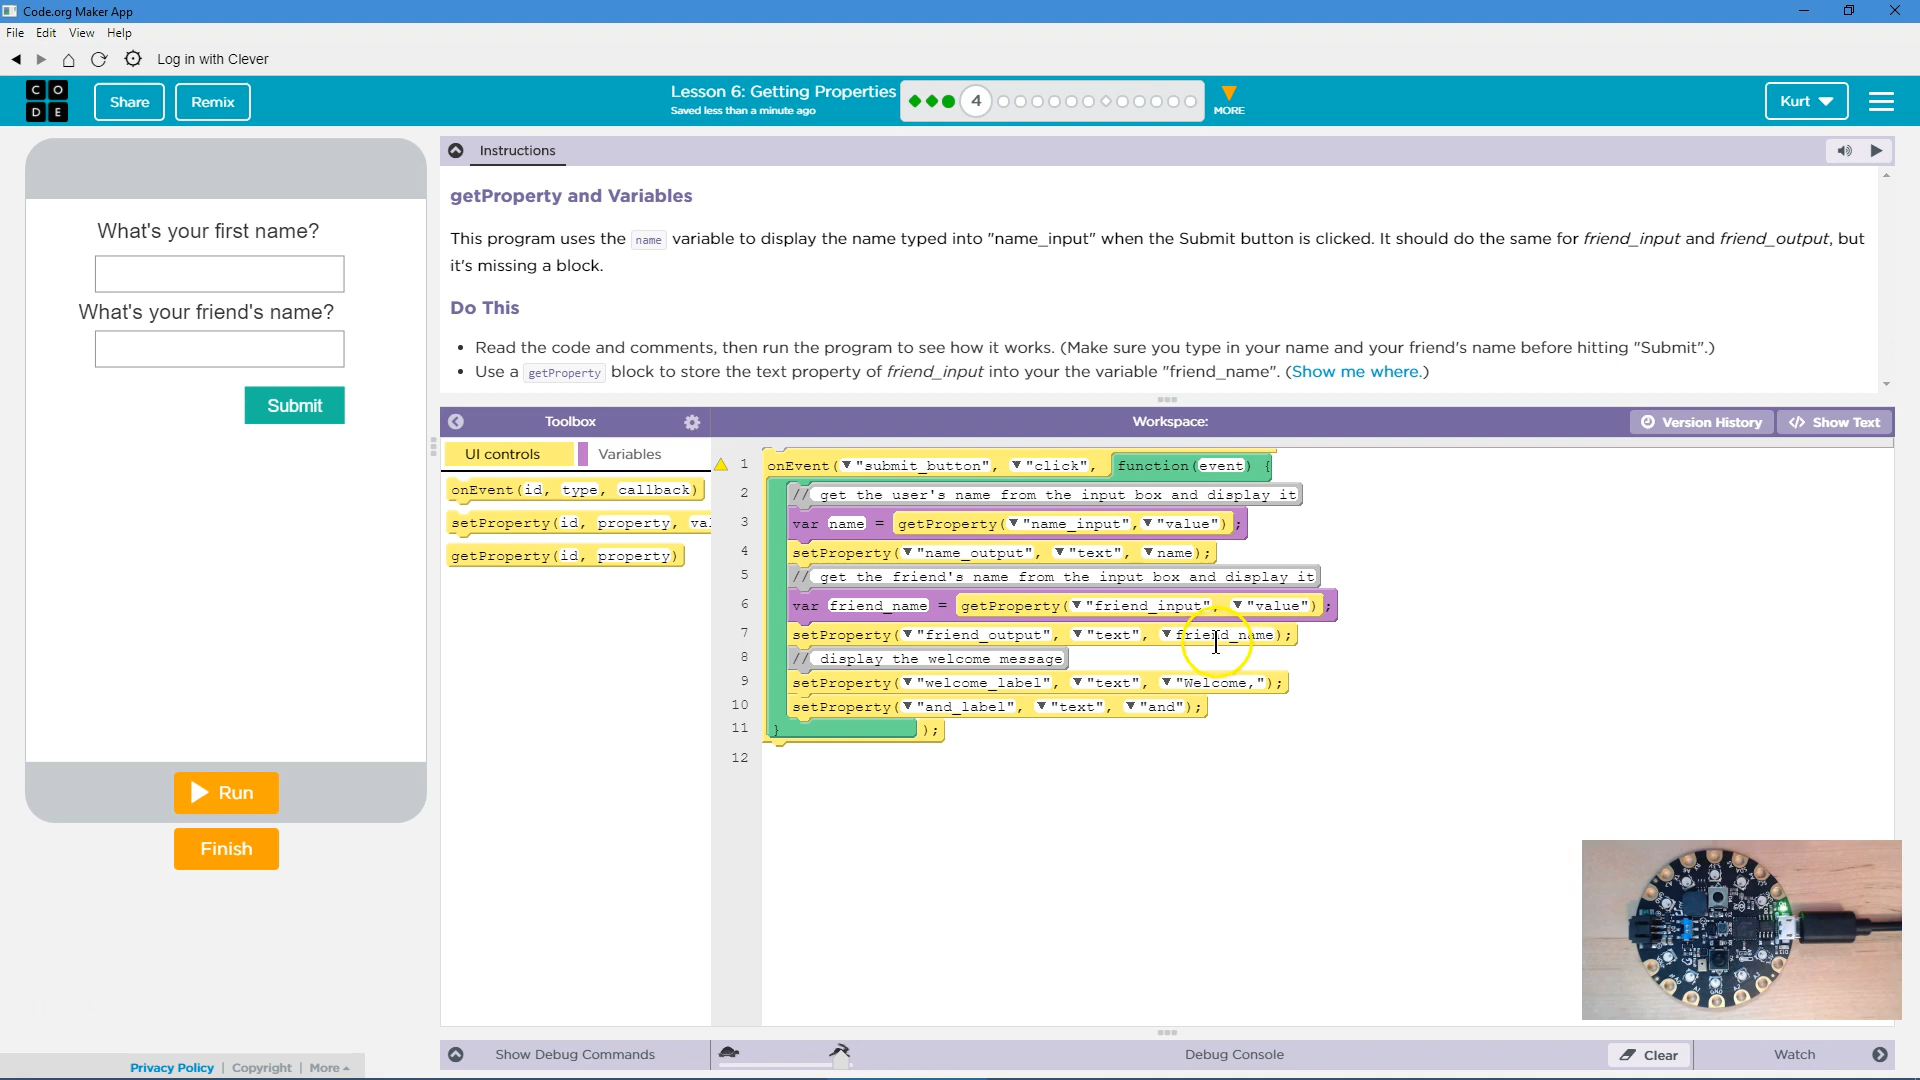 Code.org Maker App
File Edit View Help
Log in with Clever
CODE
Share
Remix
Lesson 6: Getting Properties
Saved less than a minute ago
4
MORE
Kurt
What's your first name?
What's your friend's name?
Submit
Run
Finish
Instructions
getProperty and Variables
This program uses the name variable to display the name typed into "name_input" when the Submit button is clicked. It should do the same for friend_input and friend_output, but
it's missing a block.
Do This
• Read the code and comments, then run the program to see how it works. (Make sure you type in your name and your friend's name before hitting "Submit".)
• Use a getProperty block to store the text property of friend_input into your the variable "friend_name". (Show me where.)
Toolbox
Workspace:
Version History
</> Show Text
UI controls
Variables
onEvent(id, type, callback)
setProperty(id, property, val
getProperty(id, property)
1 onEvent(▼"submit_button", ▼"click", function(event) {
2 // get the user's name from the input box and display it
3 var name = getProperty(▼"name_input",▼"value");
4 setProperty(▼"name_output", ▼"text", ▼name);
5 // get the friend's name from the input box and display it
6 var friend_name = getProperty(▼"friend_input", ▼"value");
7 setProperty(▼"friend_output", ▼"text", ▼friend_name);
8 // display the welcome message
9 setProperty(▼"welcome_label", ▼"text", ▼"Welcome,");
10 setProperty(▼"and_label", ▼"text", ▼"and");
11 } );
12
Show Debug Commands
Debug Console
Clear
Watch
Privacy Policy | Copyright | More